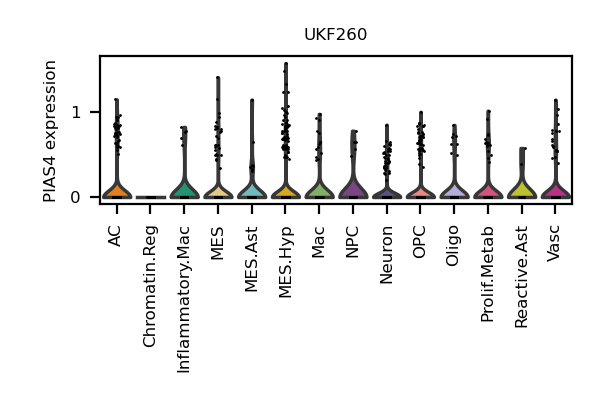 UKF260
PIAS4 expression
1
0
AC
Chromatin.Reg
Inflammatory.Mac
MES
MES.Ast
MES.Hyp
Mac
NPC
Neuron
OPC
Oligo
Prolif.Metab
Reactive.Ast
Vasc